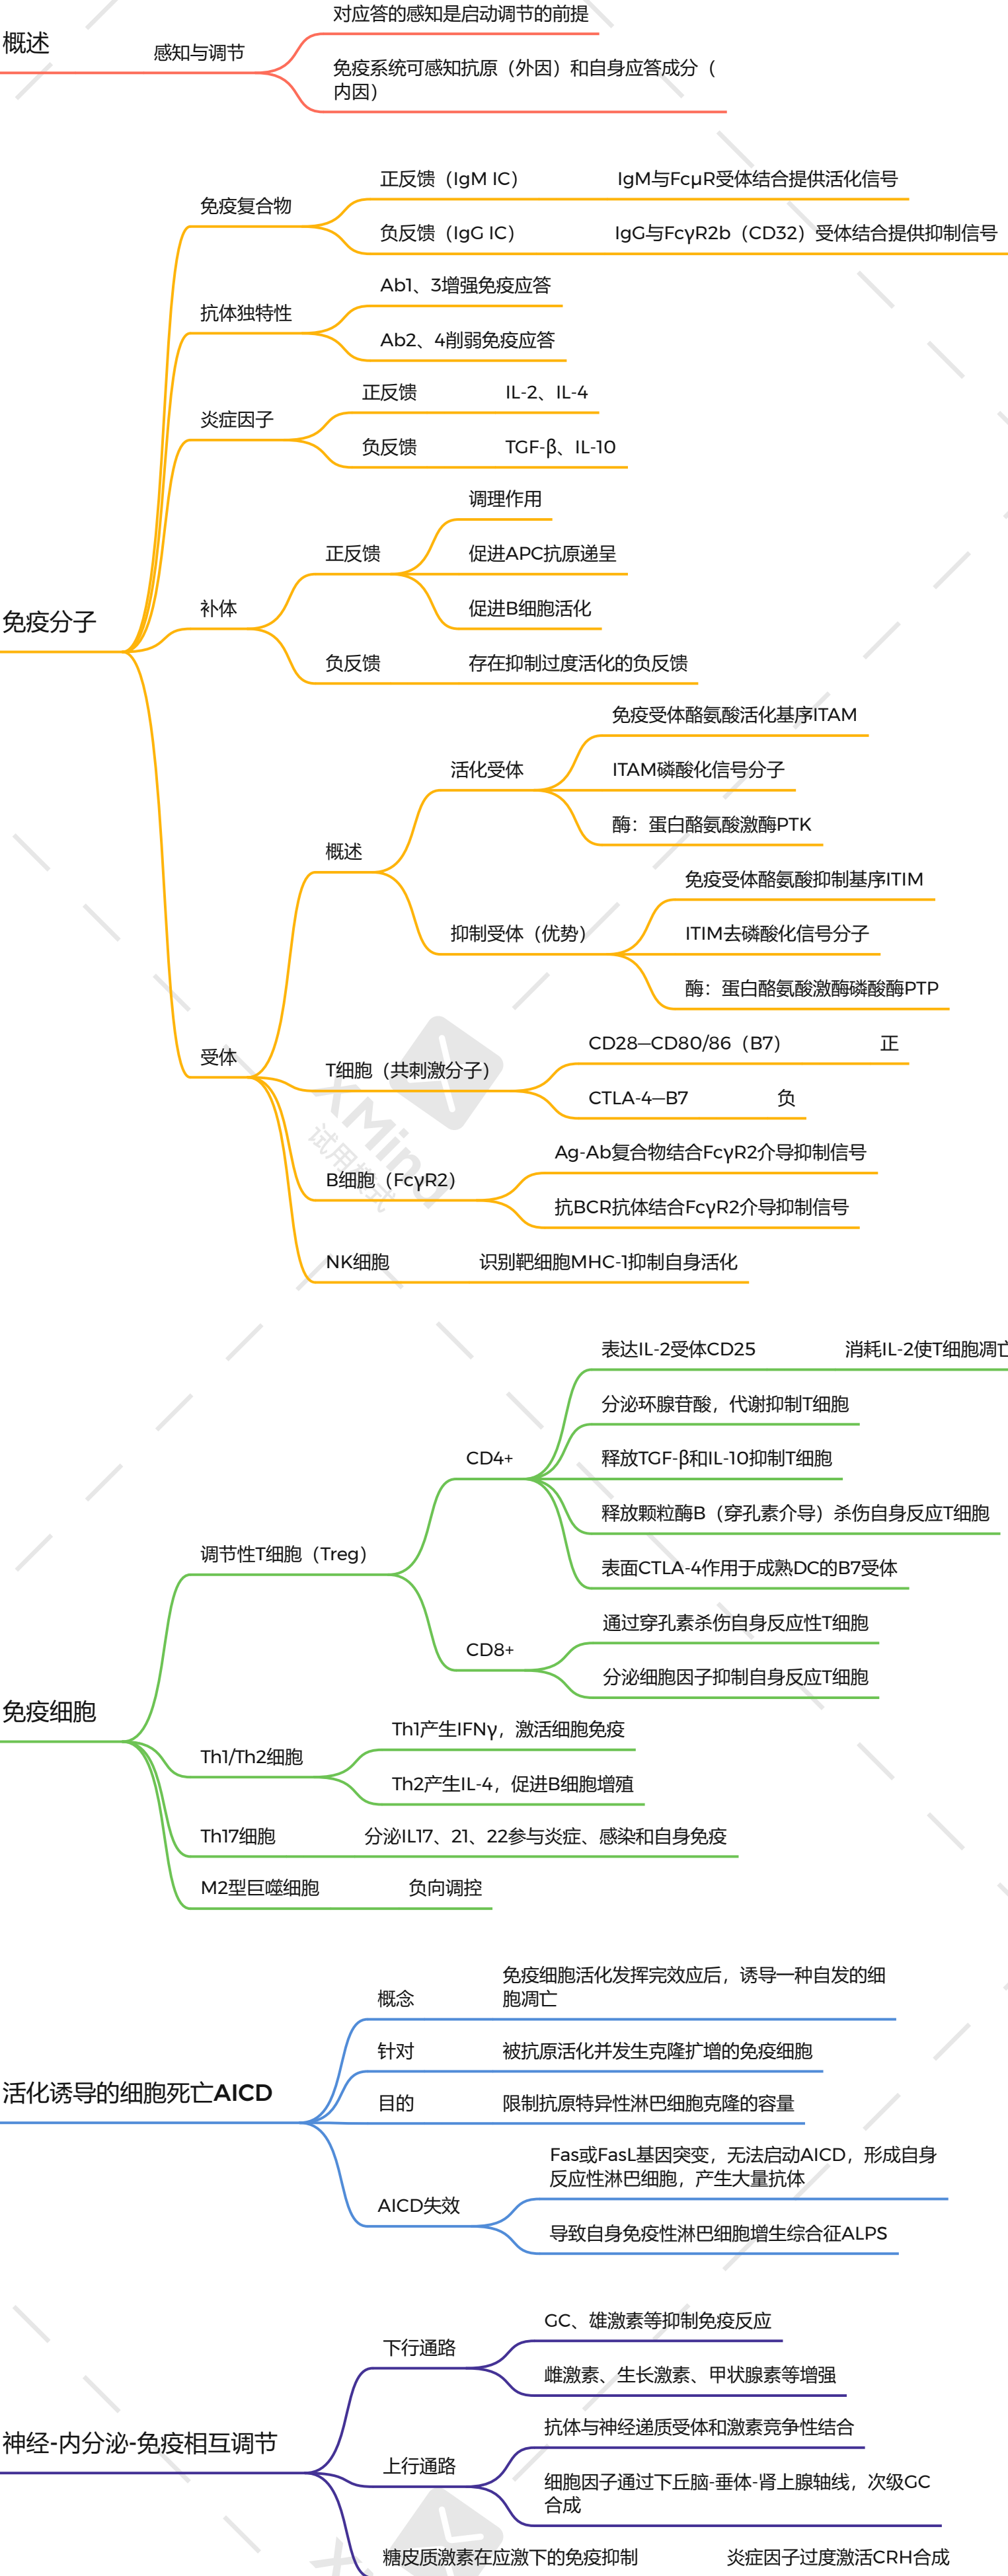 概述
感知与调节
对应答的感知是启动调节的前提
免疫系统可感知抗原（外因）和自身应答成分（
内因）
免疫分子
免疫复合物
正反馈（IgM IC） IgM与FcμR受体结合提供活化信号
负反馈（IgG IC） IgG与FcγR2b（CD32）受体结合提供抑制信号
抗体独特性
Ab1、3增强免疫应答
Ab2、4削弱免疫应答
炎症因子
正反馈 IL-2、IL-4
负反馈 TGF-β、IL-10
补体
正反馈
调理作用
促进APC抗原递呈
促进B细胞活化
负反馈 存在抑制过度活化的负反馈
受体
概述
活化受体
免疫受体酪氨酸活化基序ITAM
ITAM磷酸化信号分子
酶：蛋白酪氨酸激酶PTK
抑制受体（优势）
免疫受体酪氨酸抑制基序ITIM
ITIM去磷酸化信号分子
酶：蛋白酪氨酸激酶磷酸酶PTP
T细胞（共刺激分子）
CD28—CD80/86（B7） 正
CTLA-4—B7 负
B细胞（FcγR2）
Ag-Ab复合物结合FcγR2介导抑制信号
抗BCR抗体结合FcγR2介导抑制信号
NK细胞 识别靶细胞MHC-1抑制自身活化
XMind
试用模式
免疫细胞
调节性T细胞（Treg）
CD4+
表达IL-2受体CD25 消耗IL-2使T细胞凋亡
分泌环腺苷酸，代谢抑制T细胞
释放TGF-β和IL-10抑制T细胞
释放颗粒酶B（穿孔素介导）杀伤自身反应T细胞
表面CTLA-4作用于成熟DC的B7受体
CD8+
通过穿孔素杀伤自身反应性T细胞
分泌细胞因子抑制自身反应T细胞
Th1/Th2细胞
Th1产生IFNγ，激活细胞免疫
Th2产生IL-4，促进B细胞增殖
Th17细胞 分泌IL17、21、22参与炎症、感染和自身免疫
M2型巨噬细胞 负向调控
活化诱导的细胞死亡AICD
概念
免疫细胞活化发挥完效应后，诱导一种自发的细
胞凋亡
针对 被抗原活化并发生克隆扩增的免疫细胞
目的 限制抗原特异性淋巴细胞克隆的容量
AICD失效
Fas或FasL基因突变，无法启动AICD，形成自身
反应性淋巴细胞，产生大量抗体
导致自身免疫性淋巴细胞增生综合征ALPS
神经-内分泌-免疫相互调节
下行通路
GC、雄激素等抑制免疫反应
雌激素、生长激素、甲状腺素等增强
上行通路
抗体与神经递质受体和激素竞争性结合
细胞因子通过下丘脑-垂体-肾上腺轴线，次级GC
合成
糖皮质激素在应激下的免疫抑制 炎症因子过度激活CRH合成